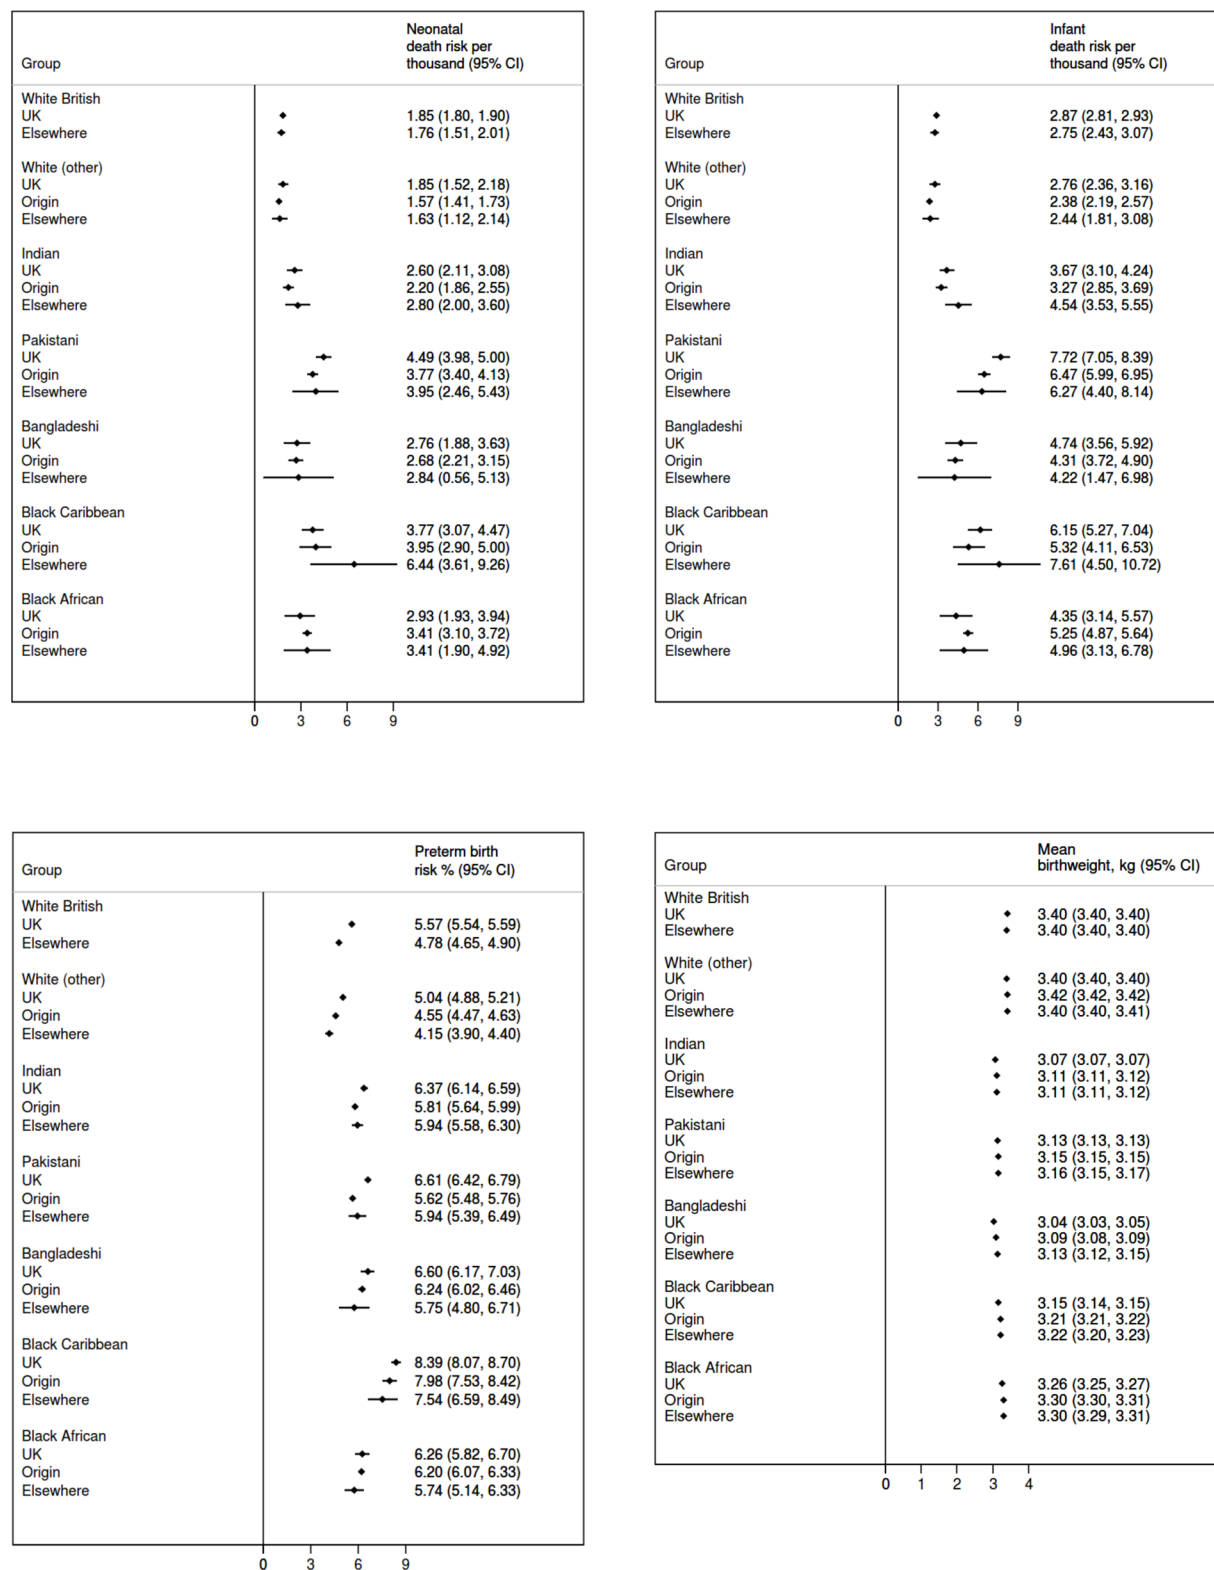 Group
Neonatal
death risk per
thousand (95% CI)
White British
UK 1.85 (1.80, 1.90)
Elsewhere 1.76 (1.51, 2.01)
White (other)
UK 1.85 (1.52, 2.18)
Origin 1.57 (1.41, 1.73)
Elsewhere 1.63 (1.12, 2.14)
Indian
UK 2.60 (2.11, 3.08)
Origin 2.20 (1.86, 2.55)
Elsewhere 2.80 (2.00, 3.60)
Pakistani
UK 4.49 (3.98, 5.00)
Origin 3.77 (3.40, 4.13)
Elsewhere 3.95 (2.46, 5.43)
Bangladeshi
UK 2.76 (1.88, 3.63)
Origin 2.68 (2.21, 3.15)
Elsewhere 2.84 (0.56, 5.13)
Black Caribbean
UK 3.77 (3.07, 4.47)
Origin 3.95 (2.90, 5.00)
Elsewhere 6.44 (3.61, 9.26)
Black African
UK 2.93 (1.93, 3.94)
Origin 3.41 (3.10, 3.72)
Elsewhere 3.41 (1.90, 4.92)
0 3 6 9
Group
Infant
death risk per
thousand (95% CI)
White British
UK 2.87 (2.81, 2.93)
Elsewhere 2.75 (2.43, 3.07)
White (other)
UK 2.76 (2.36, 3.16)
Origin 2.38 (2.19, 2.57)
Elsewhere 2.44 (1.81, 3.08)
Indian
UK 3.67 (3.10, 4.24)
Origin 3.27 (2.85, 3.69)
Elsewhere 4.54 (3.53, 5.55)
Pakistani
UK 7.72 (7.05, 8.39)
Origin 6.47 (5.99, 6.95)
Elsewhere 6.27 (4.40, 8.14)
Bangladeshi
UK 4.74 (3.56, 5.92)
Origin 4.31 (3.72, 4.90)
Elsewhere 4.22 (1.47, 6.98)
Black Caribbean
UK 6.15 (5.27, 7.04)
Origin 5.32 (4.11, 6.53)
Elsewhere 7.61 (4.50, 10.72)
Black African
UK 4.35 (3.14, 5.57)
Origin 5.25 (4.87, 5.64)
Elsewhere 4.96 (3.13, 6.78)
0 3 6 9
Group
Preterm birth
risk % (95% CI)
White British
UK 5.57 (5.54, 5.59)
Elsewhere 4.78 (4.65, 4.90)
White (other)
UK 5.04 (4.88, 5.21)
Origin 4.55 (4.47, 4.63)
Elsewhere 4.15 (3.90, 4.40)
Indian
UK 6.37 (6.14, 6.59)
Origin 5.81 (5.64, 5.99)
Elsewhere 5.94 (5.58, 6.30)
Pakistani
UK 6.61 (6.42, 6.79)
Origin 5.62 (5.48, 5.76)
Elsewhere 5.94 (5.39, 6.49)
Bangladeshi
UK 6.60 (6.17, 7.03)
Origin 6.24 (6.02, 6.46)
Elsewhere 5.75 (4.80, 6.71)
Black Caribbean
UK 8.39 (8.07, 8.70)
Origin 7.98 (7.53, 8.42)
Elsewhere 7.54 (6.59, 8.49)
Black African
UK 6.26 (5.82, 6.70)
Origin 6.20 (6.07, 6.33)
Elsewhere 5.74 (5.14, 6.33)
0 3 6 9
Group
Mean
birthweight, kg (95% CI)
White British
UK 3.40 (3.40, 3.40)
Elsewhere 3.40 (3.40, 3.40)
White (other)
UK 3.40 (3.40, 3.40)
Origin 3.42 (3.42, 3.42)
Elsewhere 3.40 (3.40, 3.41)
Indian
UK 3.07 (3.07, 3.07)
Origin 3.11 (3.11, 3.12)
Elsewhere 3.11 (3.11, 3.12)
Pakistani
UK 3.13 (3.13, 3.13)
Origin 3.15 (3.15, 3.15)
Elsewhere 3.16 (3.15, 3.17)
Bangladeshi
UK 3.04 (3.03, 3.05)
Origin 3.09 (3.08, 3.09)
Elsewhere 3.13 (3.12, 3.15)
Black Caribbean
UK 3.15 (3.14, 3.15)
Origin 3.21 (3.21, 3.22)
Elsewhere 3.22 (3.20, 3.23)
Black African
UK 3.26 (3.25, 3.27)
Origin 3.30 (3.30, 3.31)
Elsewhere 3.30 (3.29, 3.31)
0 1 2 3 4